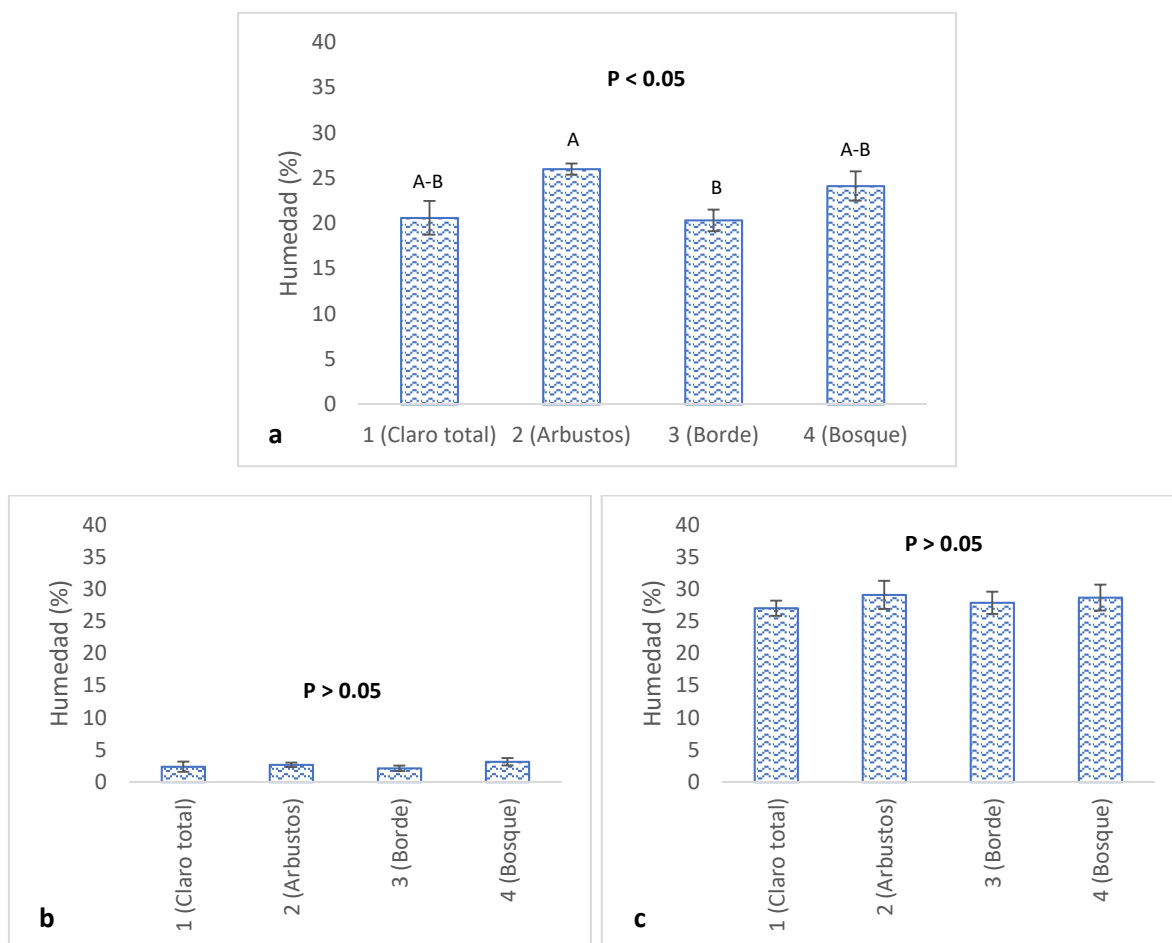 40
35
30
25
20
15
10
5
0
Humedad (%)
P < 0.05
A-B
A
B
A-B
1 (Claro total)
2 (Arbustos)
3 (Borde)
4 (Bosque)
a
40
35
30
25
20
15
10
5
0
Humedad (%)
P > 0.05
1 (Claro total)
2 (Arbustos)
3 (Borde)
4 (Bosque)
b
40
35
30
25
20
15
10
5
0
Humedad (%)
P > 0.05
1 (Claro total)
2 (Arbustos)
3 (Borde)
4 (Bosque)
c